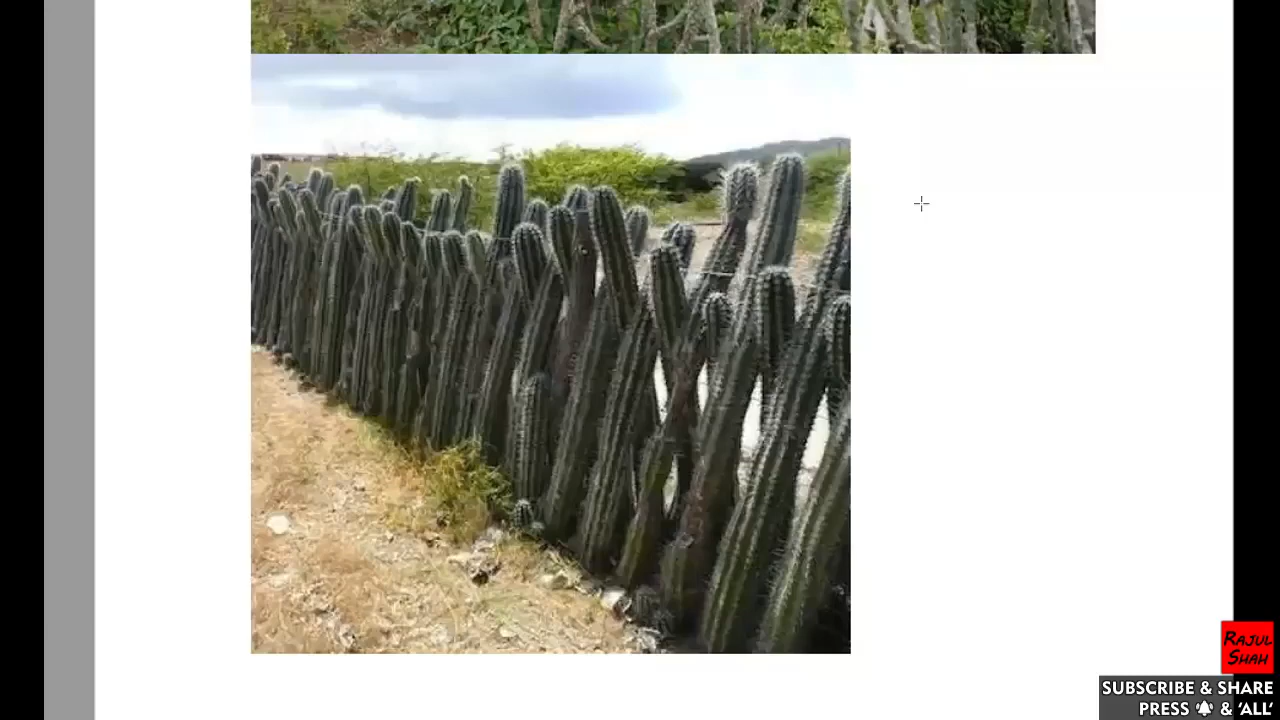 RAJUL
SHAH
SUBSCRIBE & SHARE
PRESS 🔔 & 'ALL'